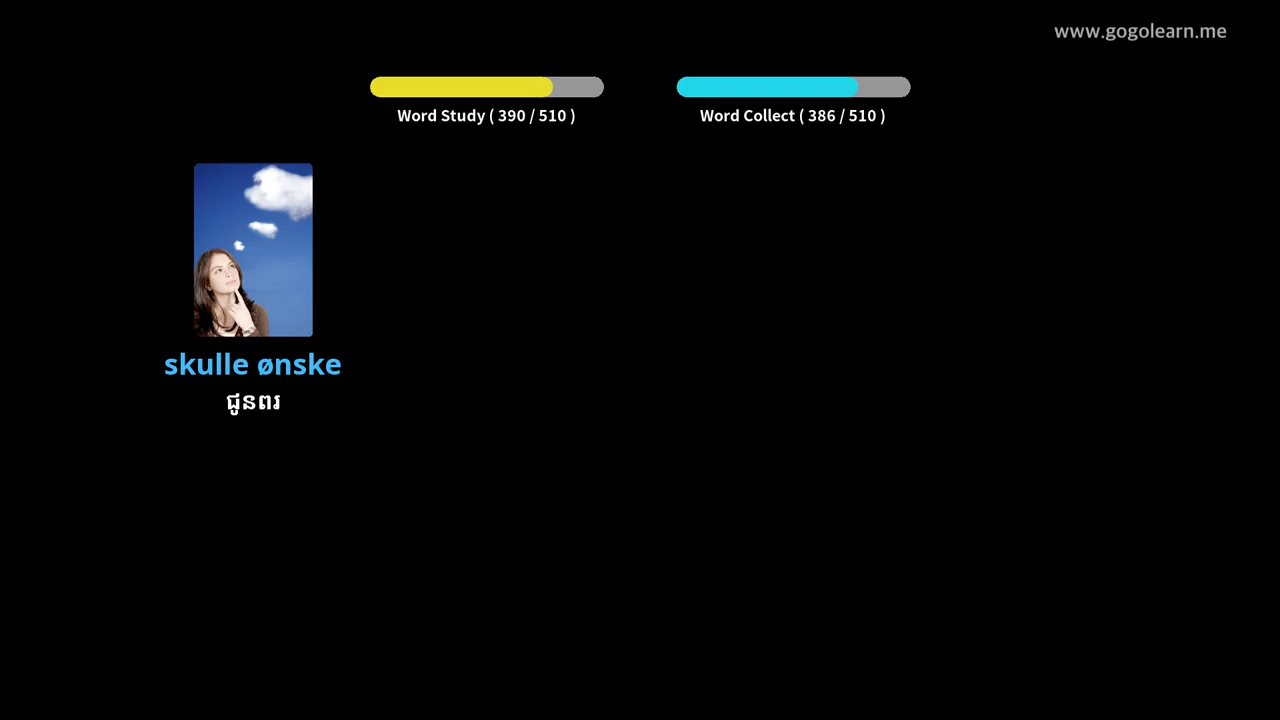 www.gogolearn.me
Word Study ( 390 / 510 )
Word Collect ( 386 / 510 )
skulle ønske
ជូនពរ